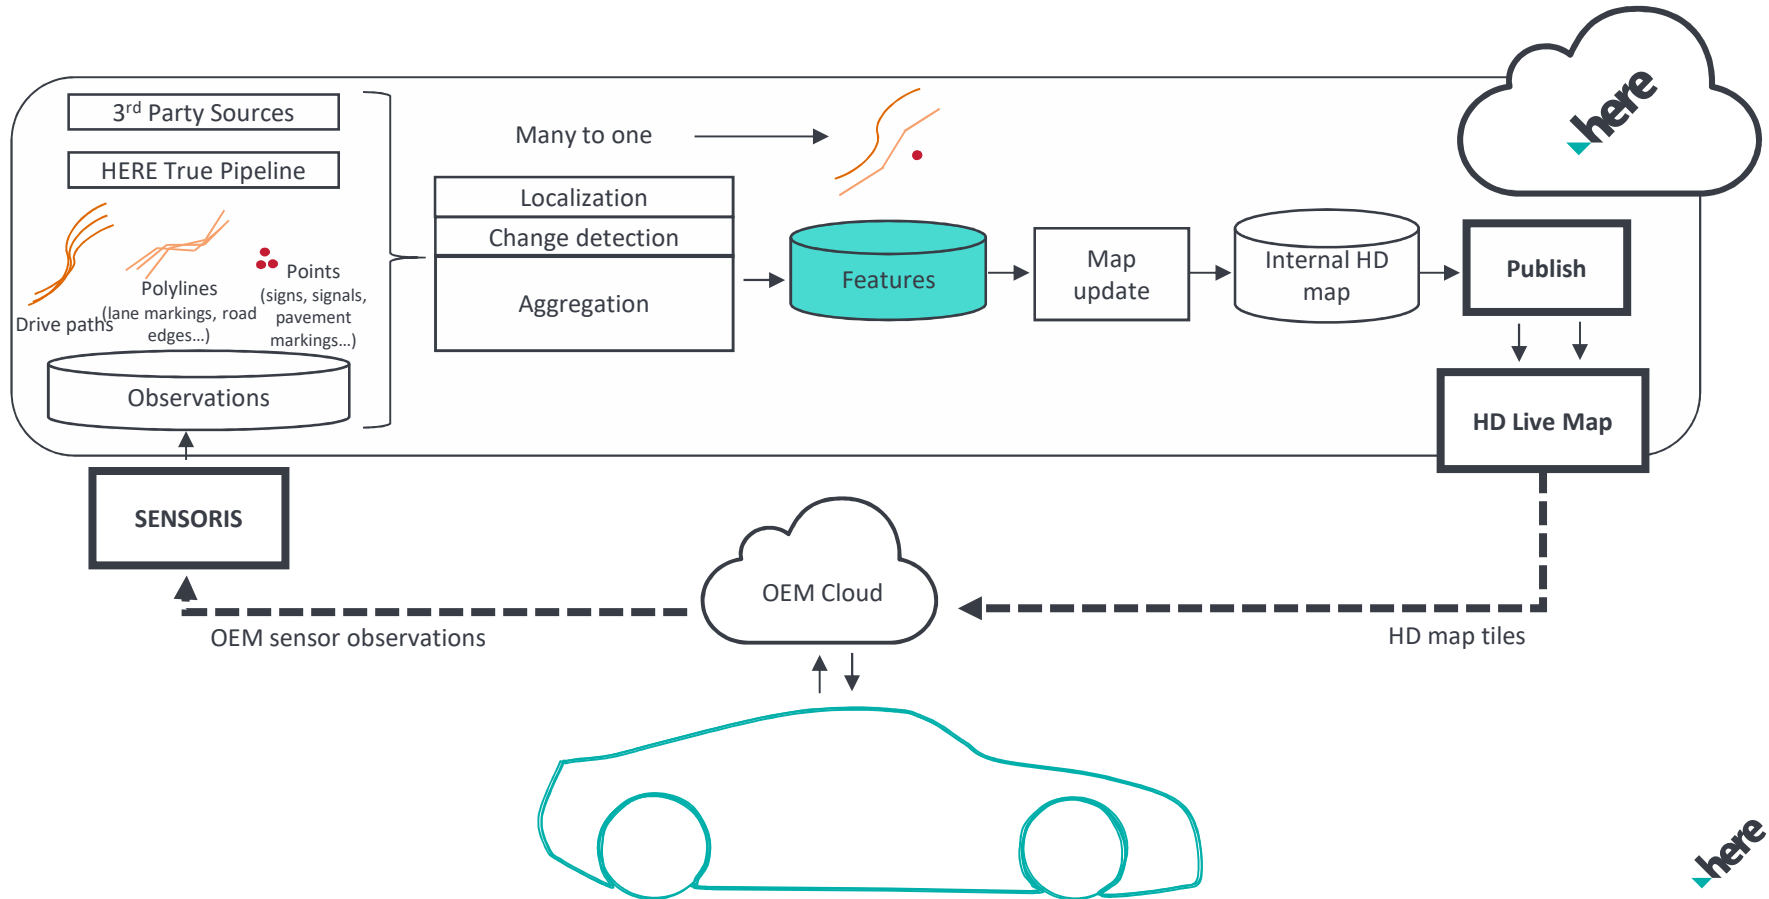 here
3rd Party Sources
HERE True Pipeline
Many to one
Localization
Change detection
Aggregation
Drive paths
Polylines
(lane markings, road
edges…)
Points
(signs, signals,
pavement
markings…)
Observations
Features
Map
update
Internal HD
map
Publish
HD Live Map
SENSORIS
OEM Cloud
OEM sensor observations
HD map tiles
here